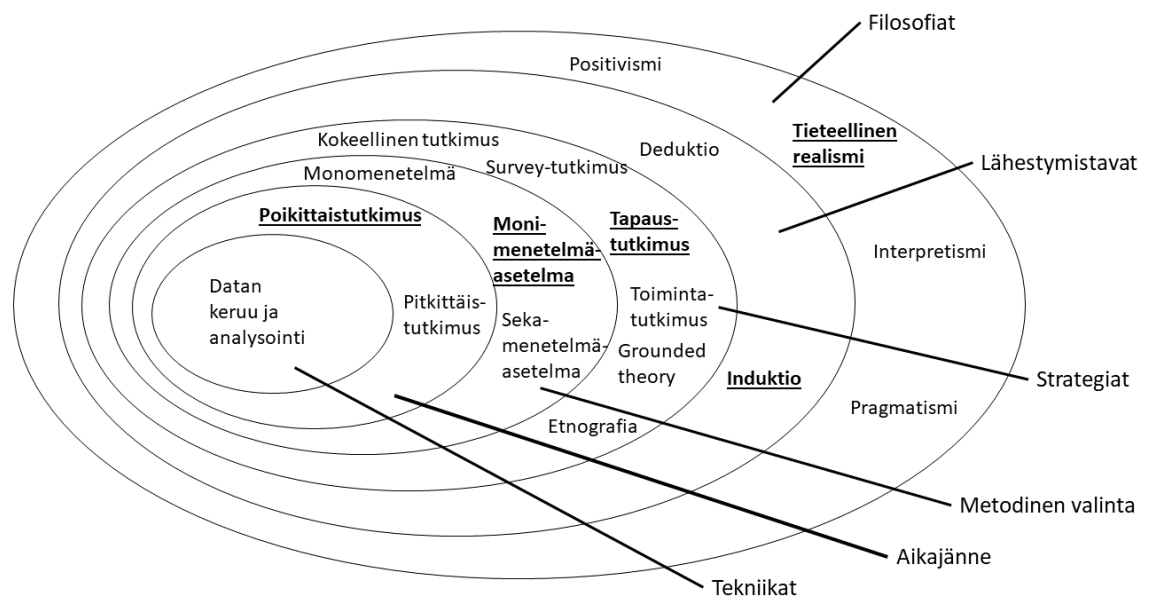 Filosofiat
Positivismi
Tieteellinen
realismi
Kokeellinen tutkimus
Deduktio
Lähestymistavat
Survey-tutkimus
Monomenetelmä
Poikittaistutkimus
Moni-
menetelmä-
asetelma
Tapaus-
tutkimus
Interpretismi
Datan
keruu ja
analysointi
Pitkittäis-
tutkimus
Seka-
menetelmä-
asetelma
Toiminta-
tutkimus
Grounded
theory
Induktio
Strategiat
Pragmatismi
Etnografia
Metodinen valinta
Aikajänne
Tekniikat